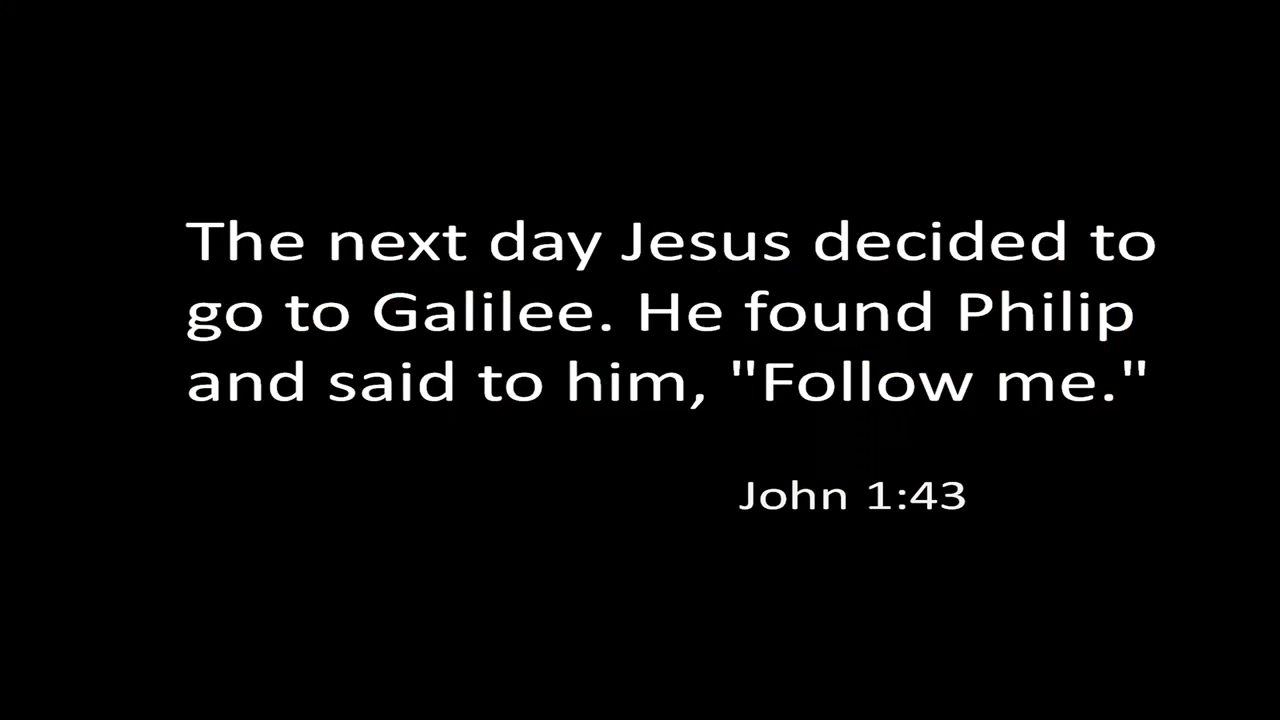 The next day Jesus decided to
go to Galilee. He found Philip
and said to him, "Follow me."
John 1:43